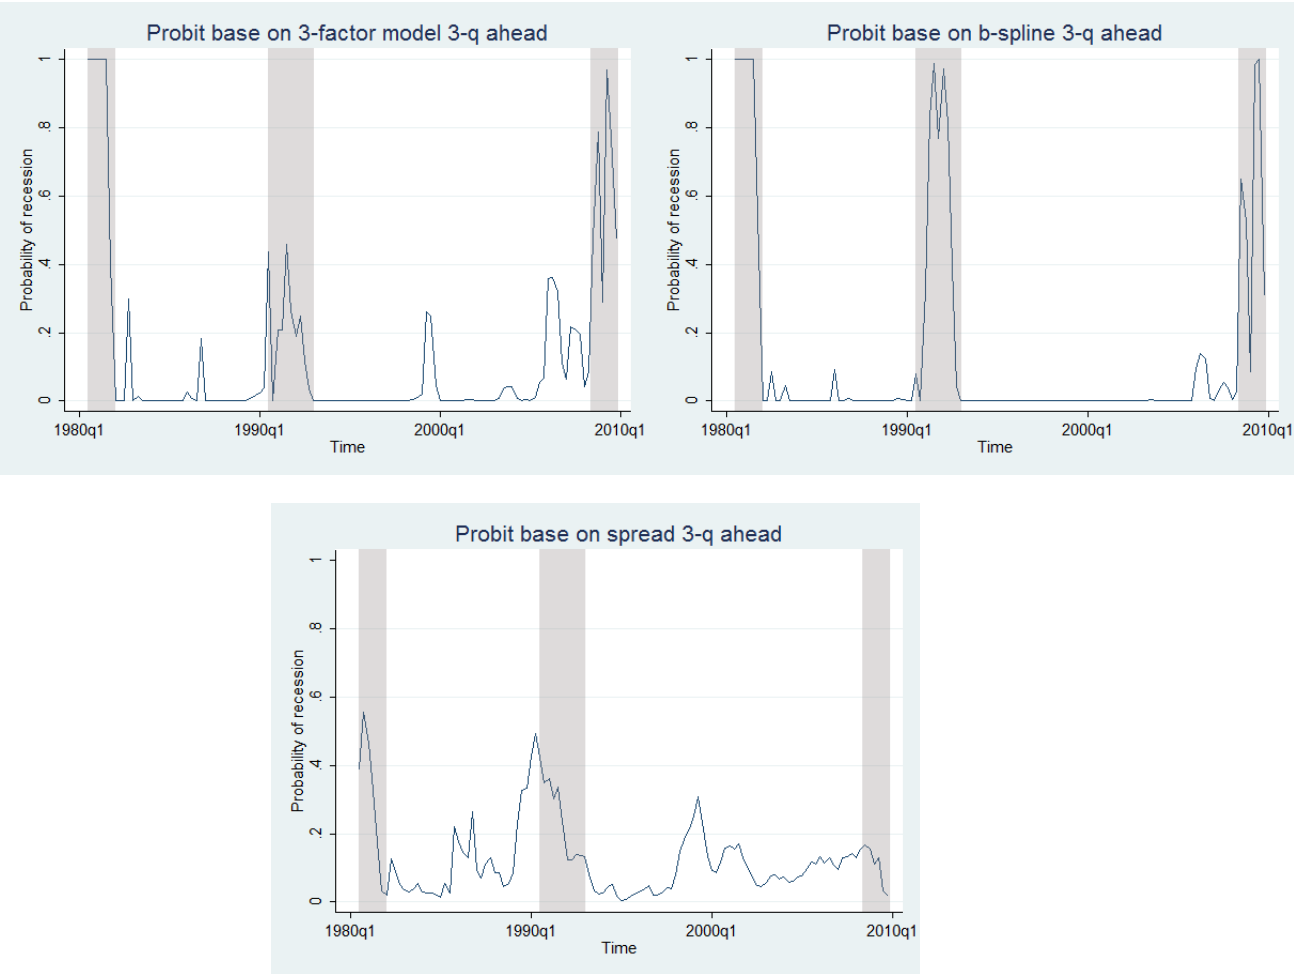 Probit base on 3-factor model 3-q ahead
Probability of recession
1
.8
.6
.4
.2
0
1980q1
1990q1
2000q1
2010q1
Time
Probit base on b-spline 3-q ahead
Probability of recession
1
.8
.6
.4
.2
0
1980q1
1990q1
2000q1
2010q1
Time
Probit base on spread 3-q ahead
Probability of recession
1
.8
.6
.4
.2
0
1980q1
1990q1
2000q1
2010q1
Time